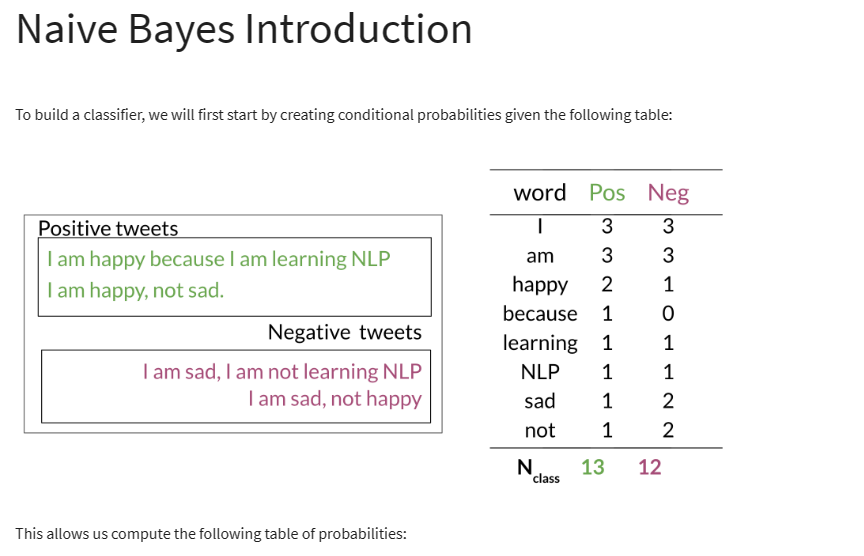 Naive Bayes Introduction
To build a classifier, we will first start by creating conditional probabilities given the following table:
Positive tweets
I am happy because I am learning NLP
I am happy, not sad.
Negative tweets
I am sad, I am not learning NLP
I am sad, not happy
word Pos Neg
I 3 3
am 3 3
happy 2 1
because 1 0
learning 1 1
NLP 1 1
sad 1 2
not 1 2
Nclass 13 12
This allows us compute the following table of probabilities: